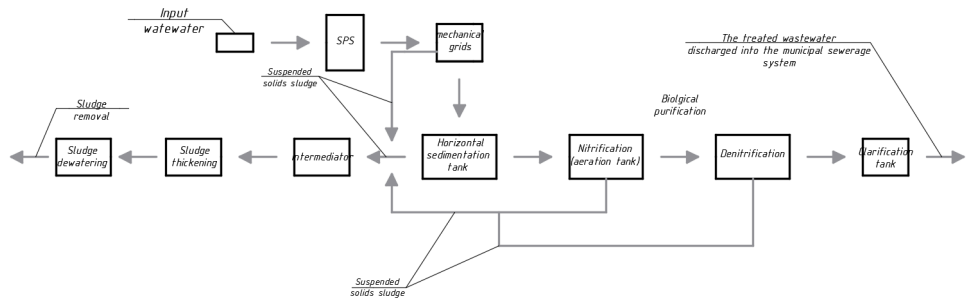 Input
watewater
SPS
mechanical
grids
The treated wastewater
discharged into the municipal sewerage
system
Suspended
solids sludge
Biolgical
purification
Sludge
removal
Sludge
dewatering
Sludge
thickening
intermediator
Horizontal
sedimentation
tank
Nitrification
(aeration tank)
Denitrification
Clarification
tank
Suspended
solids sludge